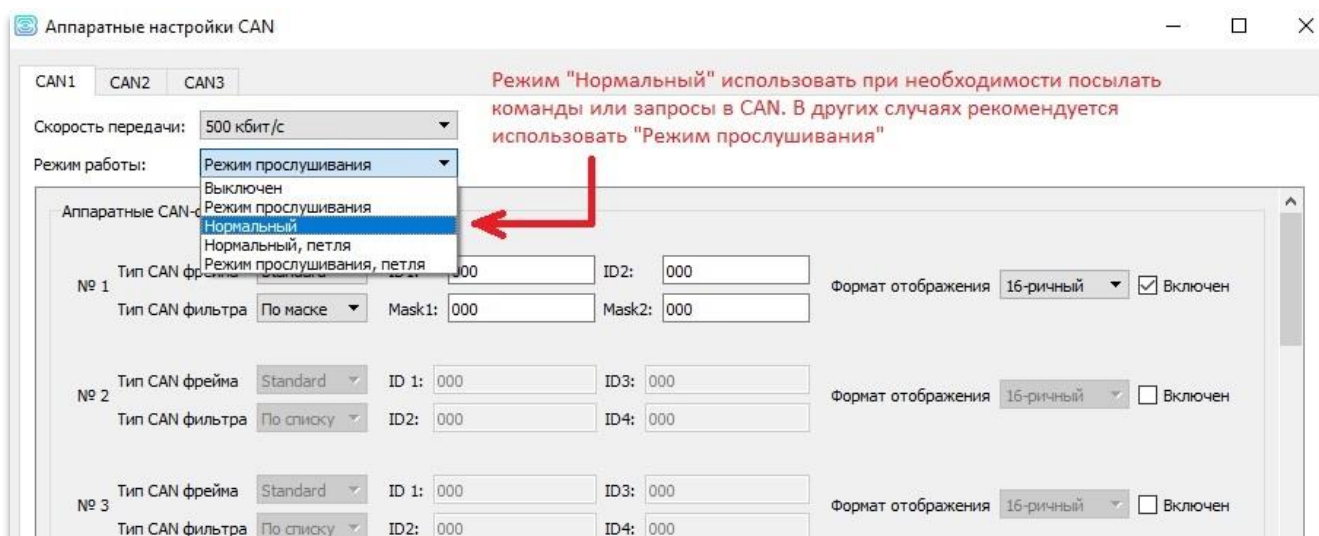 Аппаратные настройки CAN
CAN1 CAN2 CAN3
Режим "Нормальный" использовать при необходимости посылать
команды или запросы в CAN. В других случаях рекомендуется
использовать "Режим прослушивания"
Скорость передачи: 500 кбит/с
Режим работы: Режим прослушивания
Выключен
Режим прослушивания
Нормальный
Нормальный, петля
Режим прослушивания, петля
Аппаратные CAN-
№ 1 Тип CAN фрейма 000 ID2: 000 Формат отображения 16-ричный Включен
Тип CAN фильтра По маске Mask1: 000 Mask2: 000
№ 2 Тип CAN фрейма Standard ID 1: 000 ID3: 000 Формат отображения 16-ричный Включен
Тип CAN фильтра По списку ID2: 000 ID4: 000
№ 3 Тип CAN фрейма Standard ID 1: 000 ID3: 000 Формат отображения 16-ричный Включен
Тип CAN фильтра По списку ID2: 000 ID4: 000